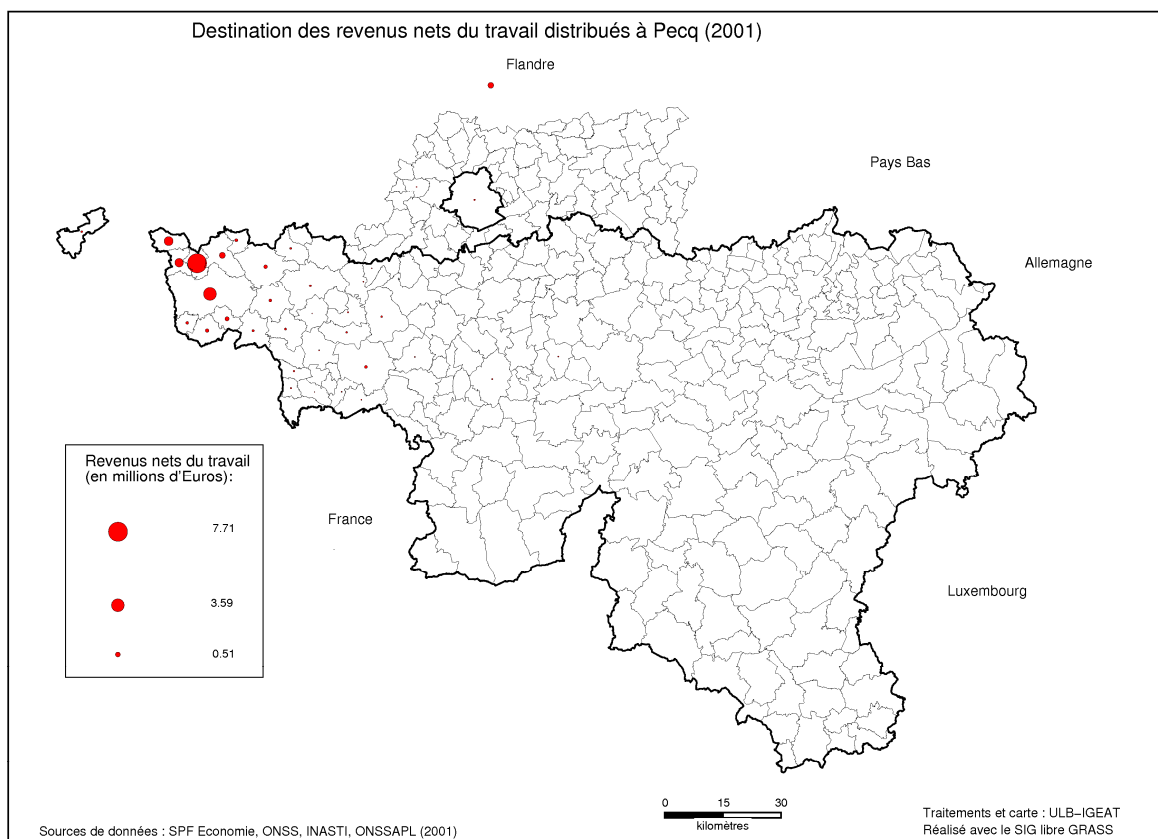 Destination des revenus nets du travail distribués à Pecq (2001)
Flandre
Pays Bas
Allemagne
Revenus nets du travail
(en millions d'Euros):
7.71
3.59
0.51
France
Luxembourg
0 15 30
kilomètres
Sources de données : SPF Economie, ONSS, INASTI, ONSSAPL (2001)
Traitements et carte : ULB-IGEAT
Réalisé avec le SIG libre GRASS